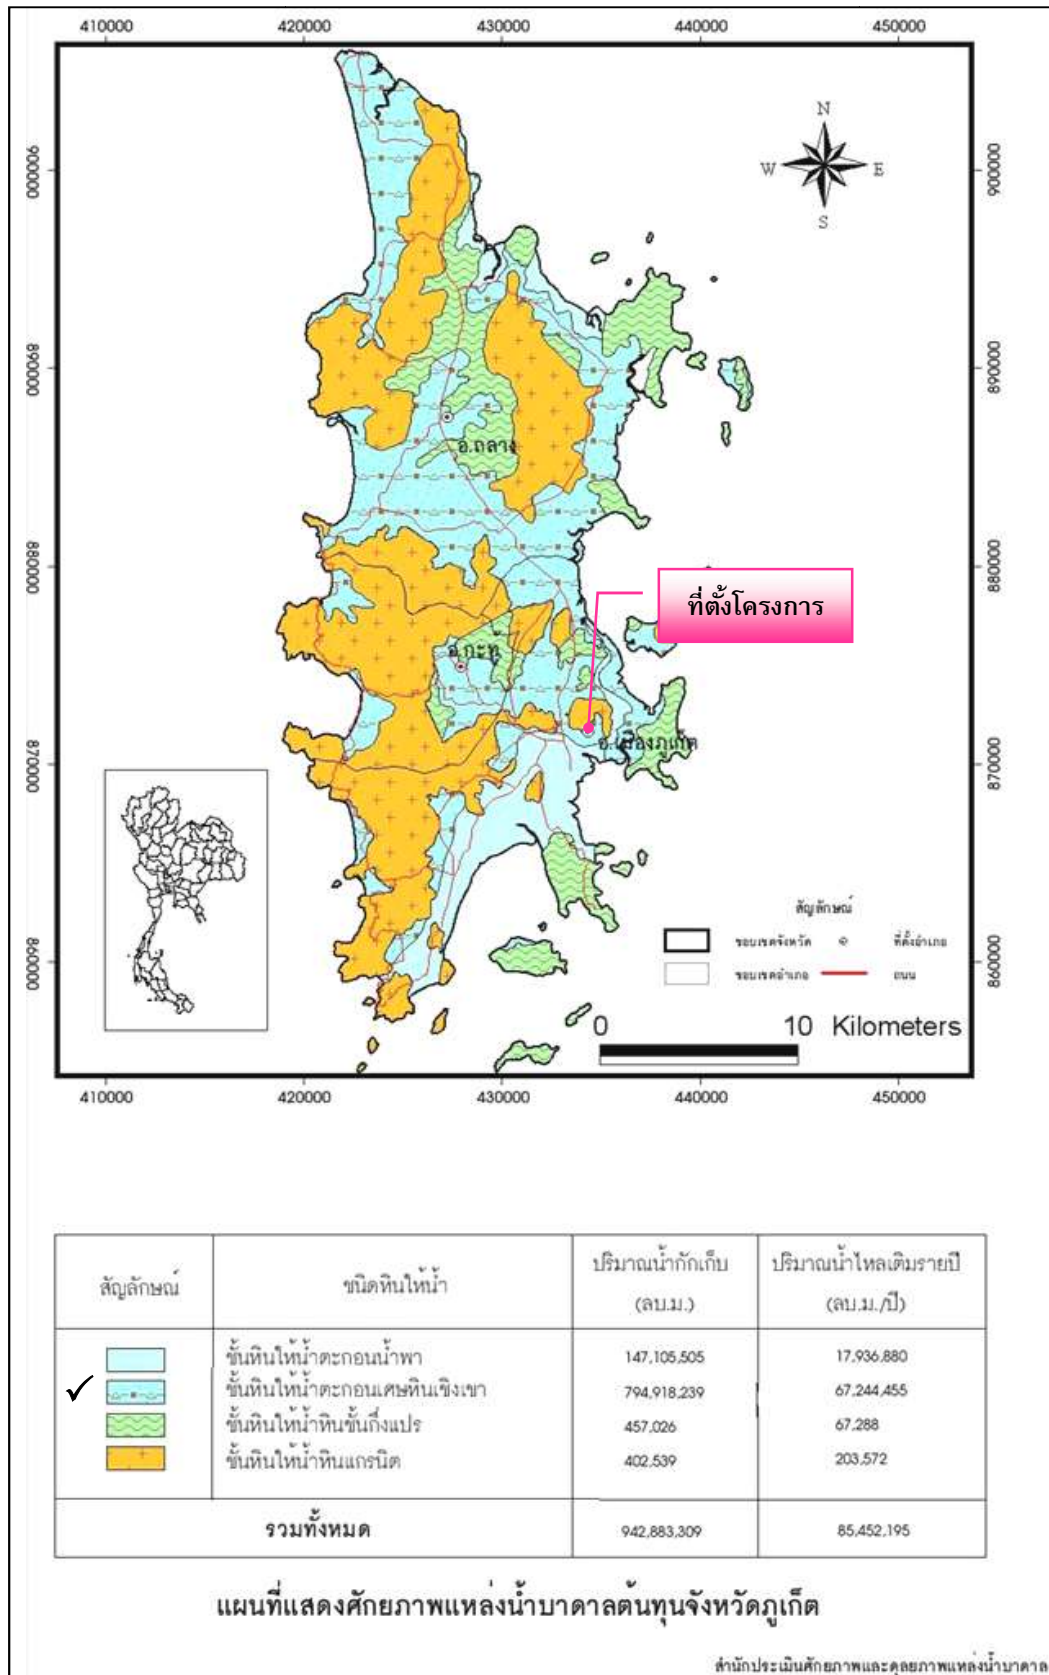 410000 420000 430000 440000 450000
N
W E
S
900000 900000
890000 890000
อ.ถลาง
880000 880000
ที่ตั้งโครงการ
อ.กะทู้
อ.เมืองภูเก็ต
870000 870000
สัญลักษณ์
ขอบเขตจังหวัด ที่ตั้งอำเภอ
ขอบเขตอำเภอ ถนน
860000 860000
0 10 Kilometers
410000 420000 430000 440000 450000
สัญลักษณ์ ชนิดหินให้น้ำ ปริมาณน้ำกักเก็บ ปริมาณน้ำไหลเติมรายปี
(ลบ.ม.) (ลบ.ม./ปี)
ชั้นหินให้น้ำตะกอนน้ำพา 147,105,505 17,936,880
✓ ชั้นหินให้น้ำตะกอนเศษหินเชิงเขา 794,918,239 67,244,455
ชั้นหินให้น้ำหินชั้นกึ่งแปร 457,026 67,288
ชั้นหินให้น้ำหินแกรนิต 402,539 203,572
รวมทั้งหมด 942,883,309 85,452,195
แผนที่แสดงศักยภาพแหล่งน้ำบาดาลต้นทุนจังหวัดภูเก็ต
สำนักประเมินศักยภาพและดุลยภาพแหล่งน้ำบาดาล